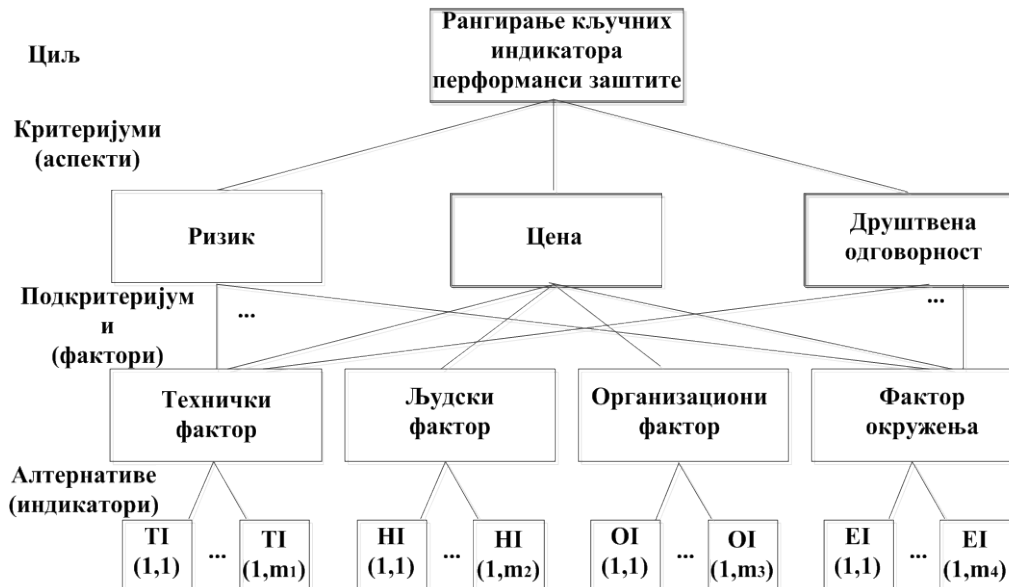 Циљ
Рангирање кључних
индикатора
перформанси заштите
Критеријуми
(аспекти)
Ризик
Цена
Друштвена
одговорност
Подкритеријум
и
(фактори)
...
...
Технички
фактор
Људски
фактор
Организациони
фактор
Фактор
окружења
Алтернативе
(индикатори)
TI
(1,1)
...
TI
(1,m1)
HI
(1,1)
...
HI
(1,m2)
OI
(1,1)
...
OI
(1,m3)
EI
(1,1)
...
EI
(1,m4)